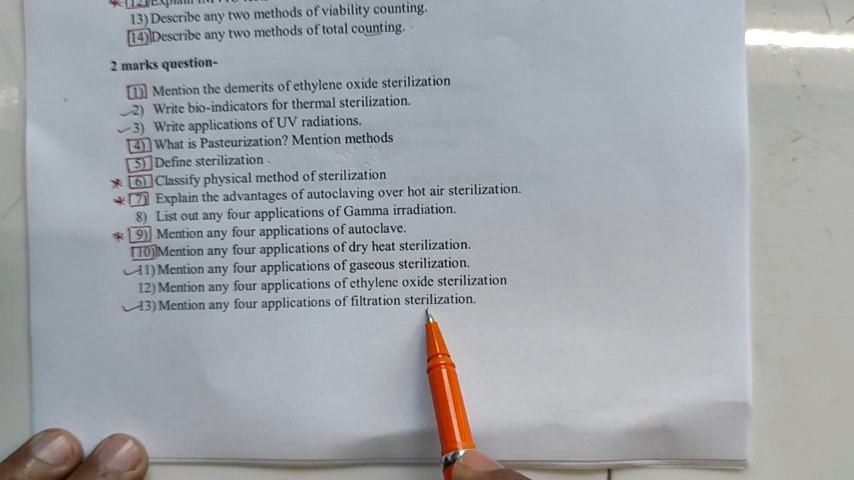 13) Describe any two methods of viability counting.
14) Describe any two methods of total counting.
2 marks question-
1) Mention the demerits of ethylene oxide sterilization
2) Write bio-indicators for thermal sterilization.
3) Write applications of UV radiations.
4) What is Pasteurization? Mention methods
5) Define sterilization .
6) Classify physical method of sterilization
7) Explain the advantages of autoclaving over hot air sterilization.
8) List out any four applications of Gamma irradiation.
9) Mention any four applications of autoclave.
10) Mention any four applications of dry heat sterilization.
11) Mention any four applications of gaseous sterilization.
12) Mention any four applications of ethylene oxide sterilization
13) Mention any four applications of filtration sterilization.